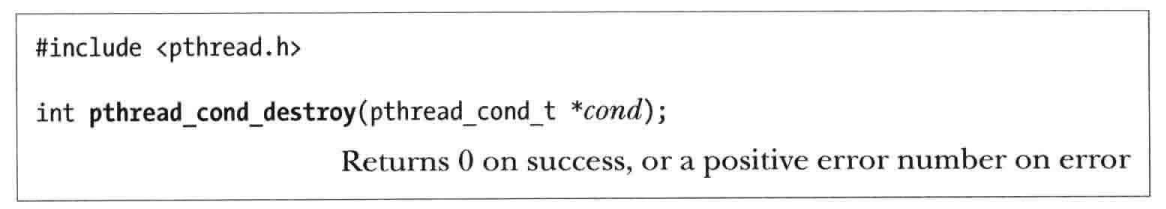 #include <pthread.h>
int pthread_cond_destroy(pthread_cond_t *cond);
Returns 0 on success, or a positive error number on error